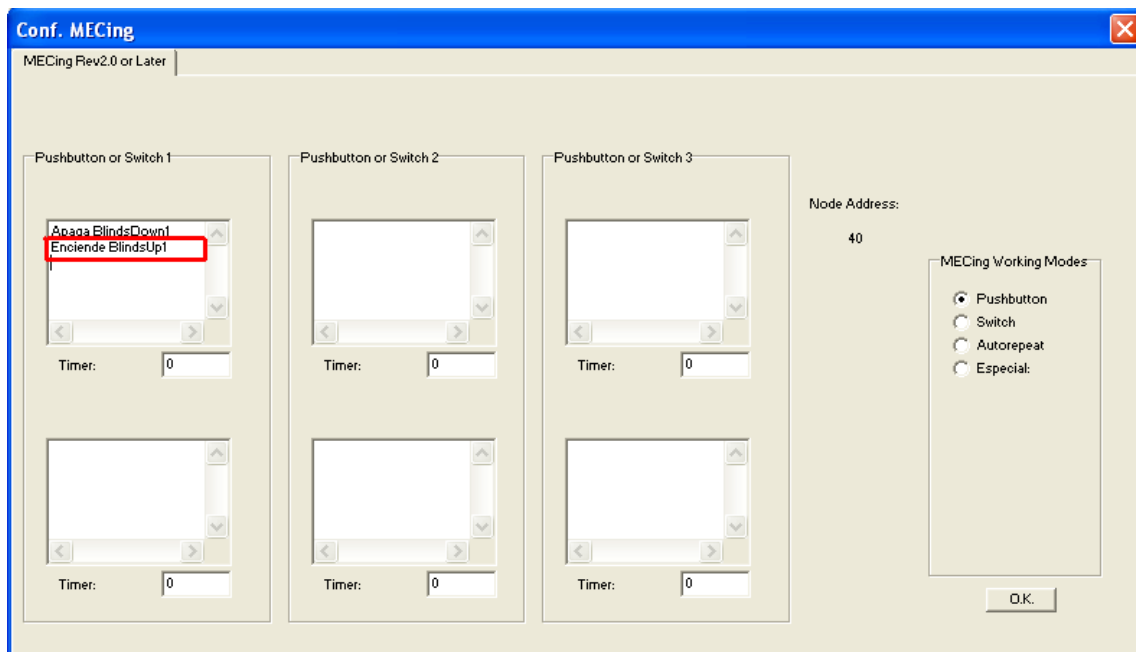 Conf. MECing
MECing Rev2.0 or Later
Pushbutton or Switch 1
Apaga BlindsDown1
Enciende BlindsUp1
Timer: 0
Timer: 0
Pushbutton or Switch 2
Timer: 0
Timer: 0
Pushbutton or Switch 3
Timer: 0
Timer: 0
Node Address:
40
MECing Working Modes
Pushbutton
Switch
Autorepeat
Especial:
O.K.